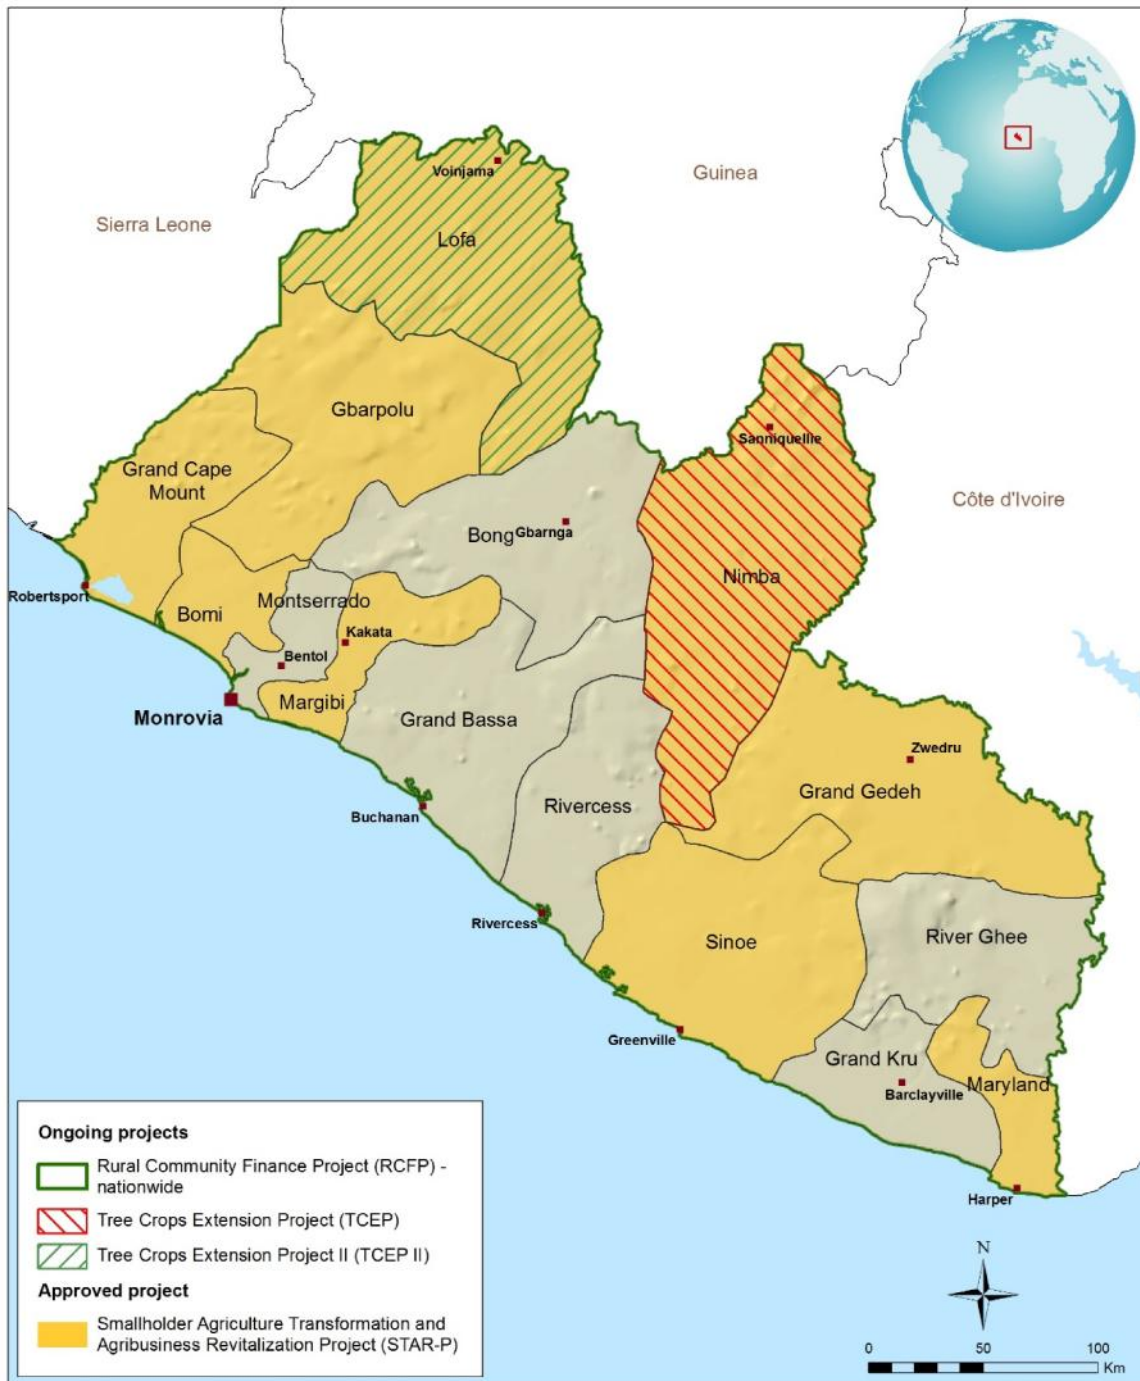 Voinjama
Guinea
Sierra Leone
Lofa
Gbarpolu
Sanniquellie
Grand Cape
Mount
Côte d'Ivoire
Bong
Gbarnga
Nimba
Robertsport
Bomi
Montserrado
Kakata
Bentol
Margibi
Monrovia
Grand Bassa
Zwedru
Grand Gedeh
Rivercess
Buchanan
Rivercess
Sinoe
River Ghee
Greenville
Grand Kru
Maryland
Barclayville
Harper
Ongoing projects
Rural Community Finance Project (RCFP) -
nationwide
Tree Crops Extension Project (TCEP)
Tree Crops Extension Project II (TCEP II)
Approved project
Smallholder Agriculture Transformation and
Agribusiness Revitalization Project (STAR-P)
N
0 50 100
Km